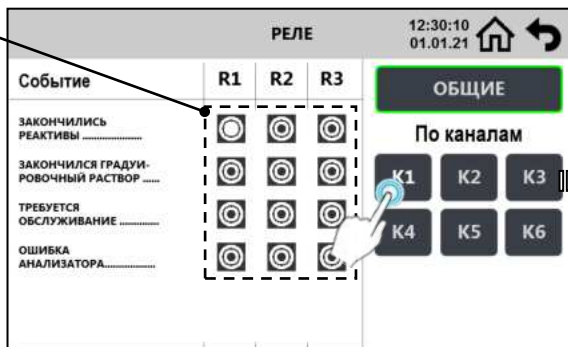 РЕЛЕ
12:30:10
01.01.21
Событие R1 R2 R3
ЗАКОНЧИЛИСЬ
РЕАКТИВЫ ....................
ЗАКОНЧИЛСЯ ГРАДУИ-
РОВОЧНЫЙ РАСТВОР ......
ТРЕБУЕТСЯ
ОБСЛУЖИВАНИЕ ..............
ОШИБКА
АНАЛИЗАТОРА..................
ОБЩИЕ
По каналам
K1 K2 K3
K4 K5 K6